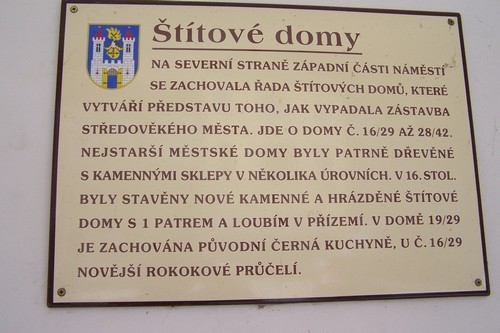 Štítové domy
NA SEVERNÍ STRANĚ ZÁPADNÍ ČÁSTI NÁMĚSTÍ
SE ZACHOVALA ŘADA ŠTÍTOVÝCH DOMŮ, KTERÉ
VYTVÁŘÍ PŘEDSTAVU TOHO, JAK VYPADALA ZÁSTAVBA
STŘEDOVĚKÉHO MĚSTA. JDE O DOMY Č. 16/29 AŽ 28/42.
NEJSTARŠÍ MĚSTSKÉ DOMY BYLY PATRNĚ DŘEVĚNÉ
S KAMENNÝMI SKLEPY V NĚKOLIKA ÚROVNÍCH. V 16. STOL.
BYLY STAVĚNY NOVÉ KAMENNÉ A HRÁZDĚNÉ ŠTÍTOVÉ
DOMY S 1 PATREM A LOUBÍM V PŘÍZEMÍ. V DOMĚ 19/29
JE ZACHOVÁNA PŮVODNÍ ČERNÁ KUCHYNĚ, U Č. 16/29
NOVĚJŠÍ ROKOKOVÉ PRŮČELÍ.